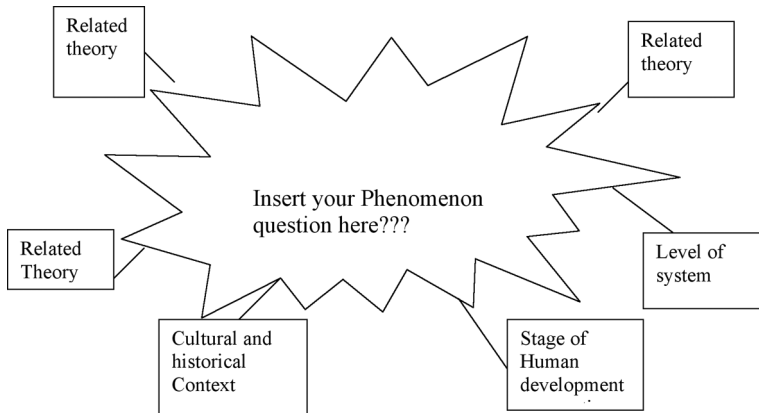 Related
theory
Related
theory
Insert your Phenomenon
question here???
Related
Theory
Level of
system
Cultural and
historical
Context
Stage of
Human
development